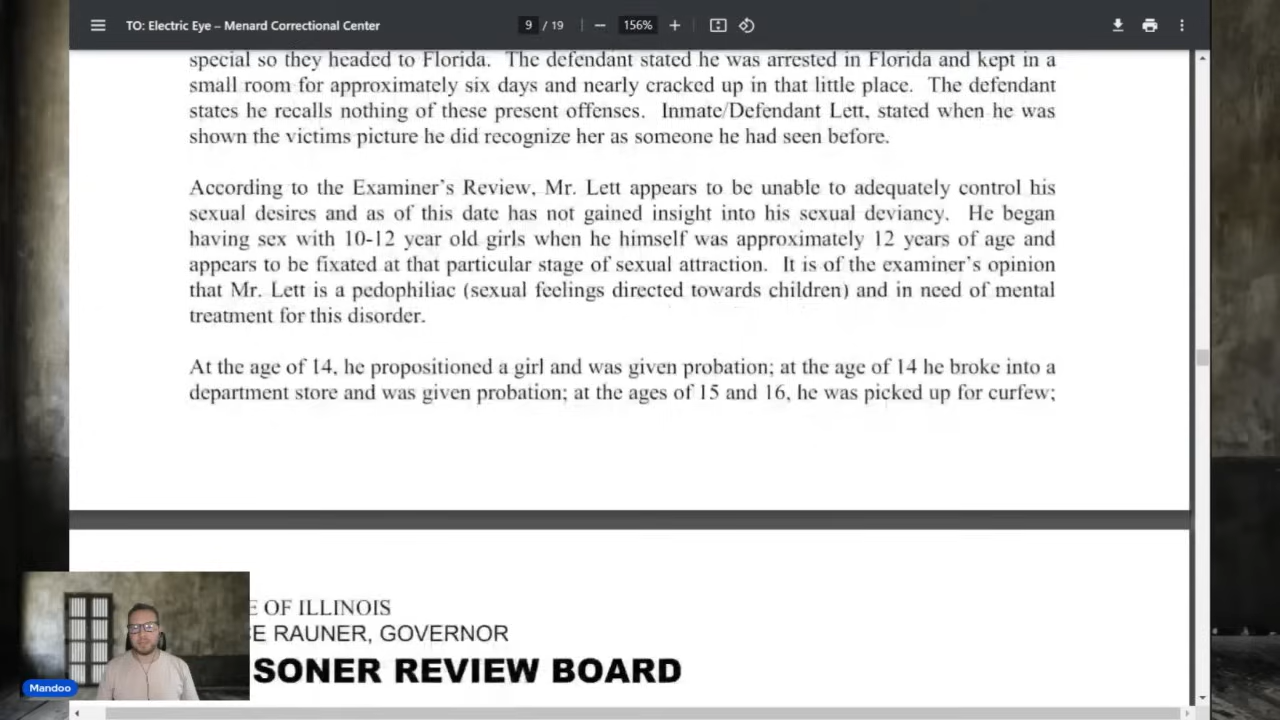 TO: Electric Eye – Menard Correctional Center
9 / 19
156%
special so they headed to Florida. The defendant stated he was arrested in Florida and kept in a
small room for approximately six days and nearly cracked up in that little place. The defendant
states he recalls nothing of these present offenses. Inmate/Defendant Lett, stated when he was
shown the victims picture he did recognize her as someone he had seen before.
According to the Examiner's Review, Mr. Lett appears to be unable to adequately control his
sexual desires and as of this date has not gained insight into his sexual deviancy. He began
having sex with 10-12 year old girls when he himself was approximately 12 years of age and
appears to be fixated at that particular stage of sexual attraction. It is of the examiner's opinion
that Mr. Lett is a pedophiliac (sexual feelings directed towards children) and in need of mental
treatment for this disorder.
At the age of 14, he propositioned a girl and was given probation; at the age of 14 he broke into a
department store and was given probation; at the ages of 15 and 16, he was picked up for curfew;
E OF ILLINOIS
E RAUNER, GOVERNOR
SONER REVIEW BOARD
Mandoo